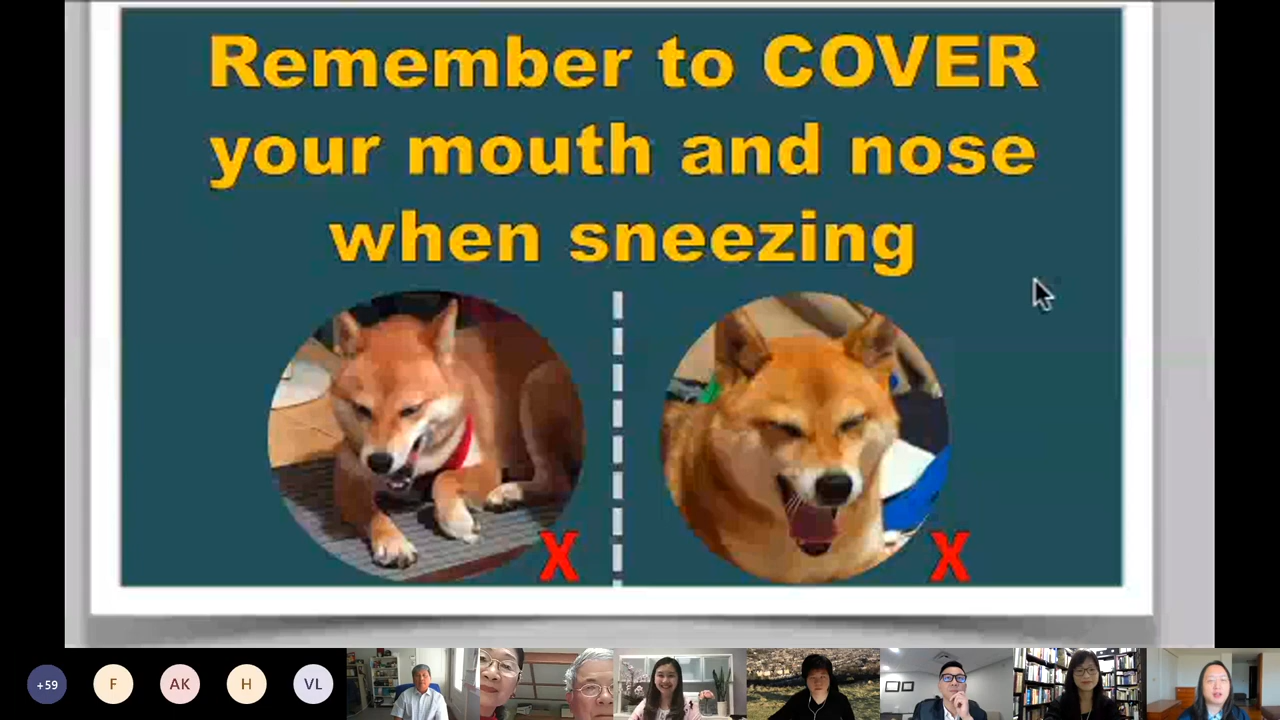 Remember to COVER
your mouth and nose
when sneezing
X
X
+59
F
AK
H
VL